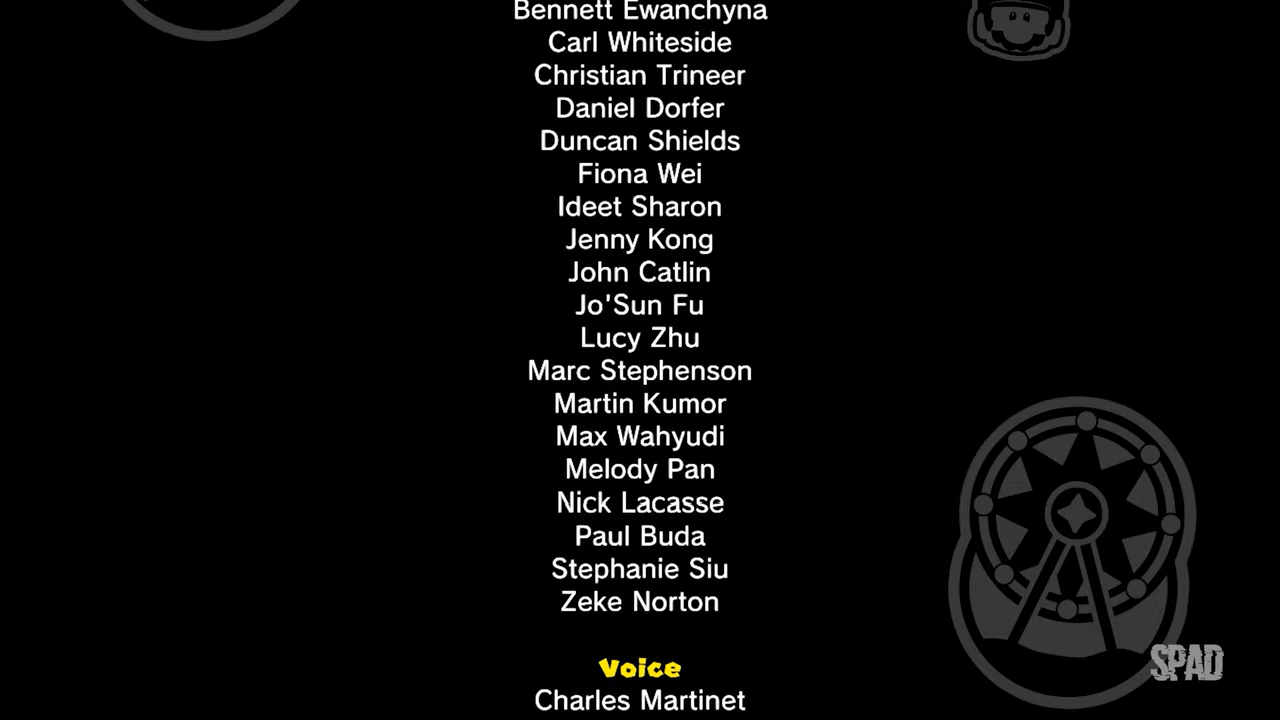 Bennett Ewanchyna
Carl Whiteside
Christian Trineer
Daniel Dorfer
Duncan Shields
Fiona Wei
Ideet Sharon
Jenny Kong
John Catlin
Jo'Sun Fu
Lucy Zhu
Marc Stephenson
Martin Kumor
Max Wahyudi
Melody Pan
Nick Lacasse
Paul Buda
Stephanie Siu
Zeke Norton
Voice
Charles Martinet
SPAD